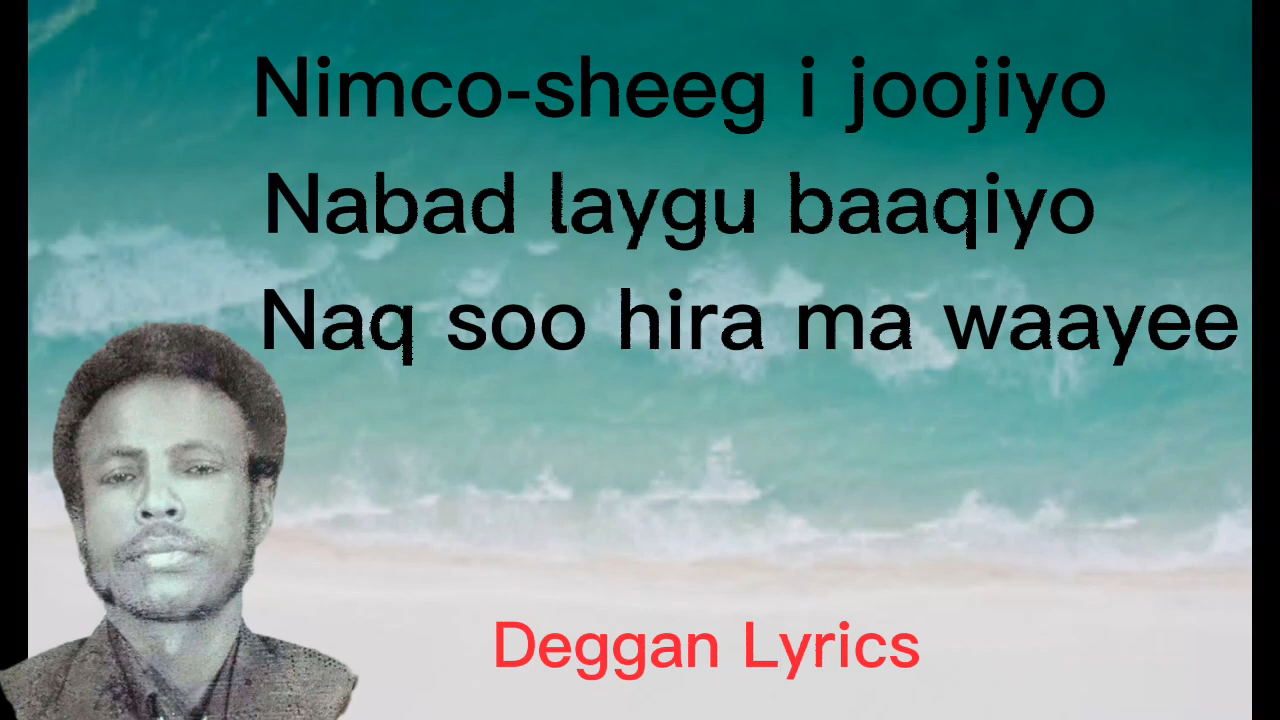 Nimco-sheeg i joojiyo
Nabad laygu baaqiyo
Naq soo hira ma waayee
Deggan Lyrics